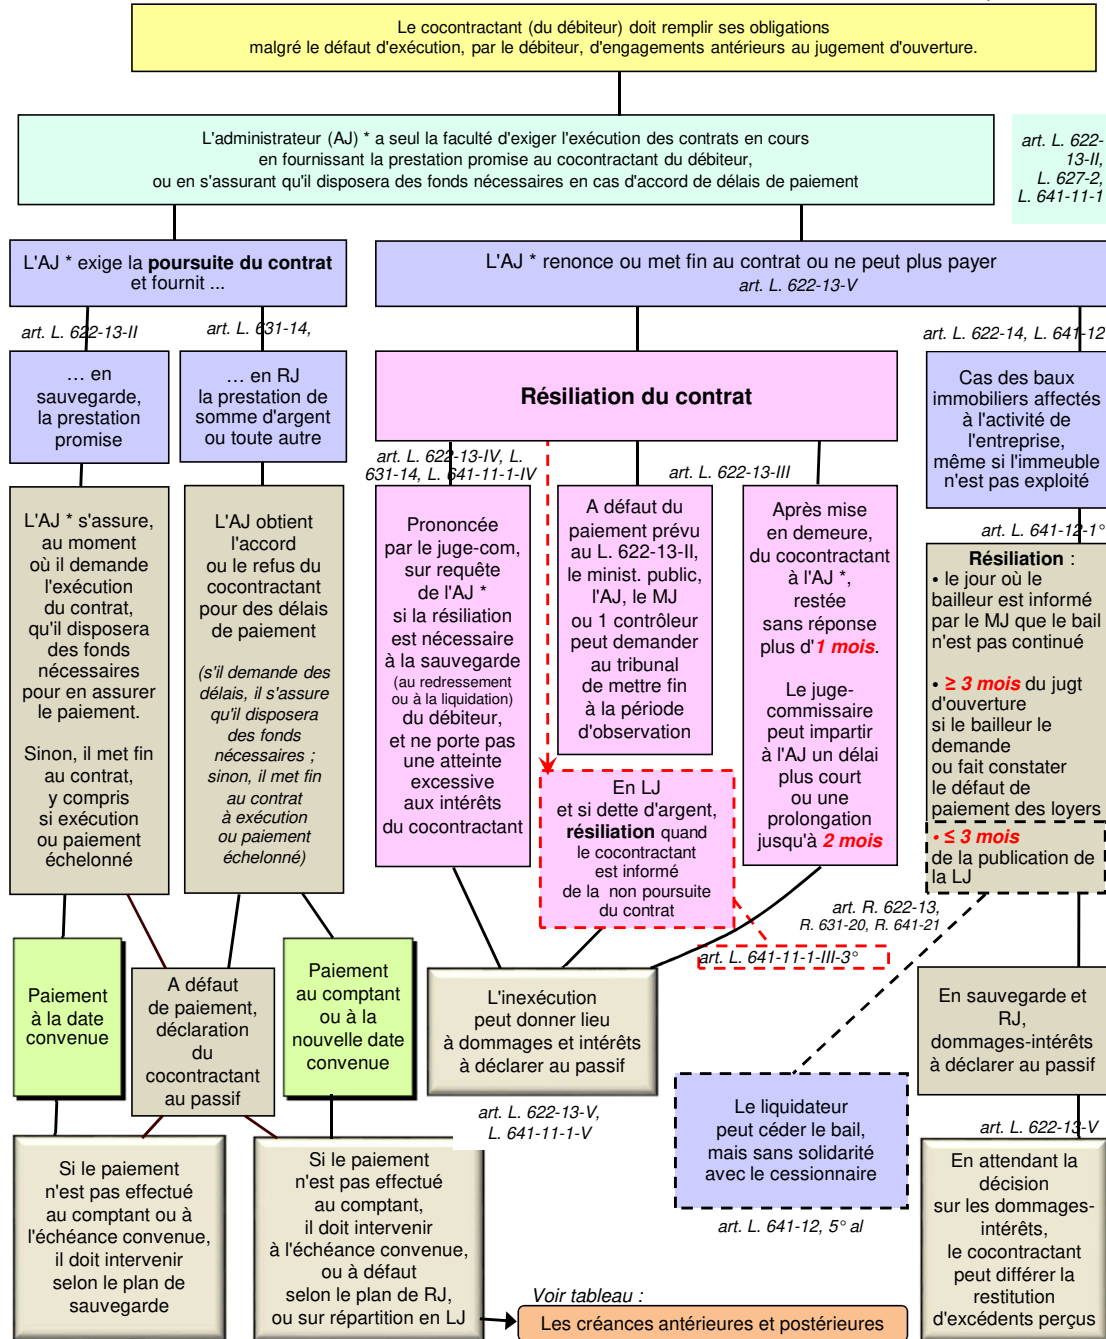 Le cocontractant (du débiteur) doit remplir ses obligations
malgré le défaut d'exécution, par le débiteur, d'engagements antérieurs au jugement d'ouverture.
L'administrateur (AJ) * a seul la faculté d'exiger l'exécution des contrats en cours
en fournissant la prestation promise au cocontractant du débiteur,
ou en s'assurant qu'il disposera des fonds nécessaires en cas d'accord de délais de paiement
art. L. 622-
13-II,
L. 627-2,
L. 641-11-1
L'AJ * exige la poursuite du contrat
et fournit ...
L'AJ * renonce ou met fin au contrat ou ne peut plus payer
art. L. 622-13-V
art. L. 622-13-II
art. L. 631-14,
art. L. 622-14, L. 641-12
… en
sauvegarde,
la prestation
promise
… en RJ
la prestation de
somme d'argent
ou toute autre
Résiliation du contrat
Cas des baux
immobiliers affectés
à l'activité de
l'entreprise,
même si l'immeuble
n'est pas exploité
art. L. 622-13-IV, L.
631-14, L. 641-11-1-IV
art. L. 622-13-III
art. L. 641-12-1°
L'AJ * s'assure,
au moment
où il demande
l'exécution
du contrat,
qu'il disposera
des fonds
nécessaires
pour en assurer
le paiement.
Sinon, il met fin
au contrat,
y compris
si exécution
ou paiement
échelonné
L'AJ obtient
l'accord
ou le refus du
cocontractant
pour des délais
de paiement
(s'il demande des
délais, il s'assure
qu'il disposera
des fonds
nécessaires ;
sinon, il met fin
au contrat
à exécution
ou paiement
échelonné)
Prononcée
par le juge-com,
sur requête
de l'AJ *
si la résiliation
est nécessaire
à la sauvegarde
(au redressement
ou à la liquidation)
du débiteur,
et ne porte pas
une atteinte
excessive
aux intérêts
du cocontractant
A défaut du
paiement prévu
au L. 622-13-II,
le minist. public,
l'AJ, le MJ
ou 1 contrôleur
peut demander
au tribunal
de mettre fin
à la période
d'observation
Après mise
en demeure,
du cocontractant
à l'AJ *,
restée
sans réponse
plus d'1 mois.
Le juge-
commissaire
peut impartir
à l'AJ un délai
plus court
ou une
prolongation
jusqu'à 2 mois
Résiliation :
• le jour où le
bailleur est informé
par le MJ que le bail
n'est pas continué
• ≥ 3 mois du jugt
d'ouverture
si le bailleur le
demande
ou fait constater
le défaut de
paiement des loyers
• ≤ 3 mois
de la publication de
la LJ
En LJ
et si dette d'argent,
résiliation quand
le cocontractant
est informé
de la non poursuite
du contrat
art. R. 622-13,
R. 631-20, R. 641-21
art. L. 641-11-1-III-3°
Paiement
à la date
convenue
A défaut
de paiement,
déclaration
du
cocontractant
au passif
Paiement
au comptant
ou à la
nouvelle date
convenue
L'inexécution
peut donner lieu
à dommages et intérêts
à déclarer au passif
En sauvegarde et
RJ,
dommages-intérêts
à déclarer au passif
art. L. 622-13-V,
L. 641-11-1-V
Le liquidateur
peut céder le bail,
mais sans solidarité
avec le cessionnaire
art. L. 641-12, 5° al
art. L. 622-13-V
Si le paiement
n'est pas effectué
au comptant ou à
l'échéance convenue,
il doit intervenir
selon le plan de
sauvegarde
Si le paiement
n'est pas effectué
au comptant,
il doit intervenir
à l'échéance convenue,
ou à défaut
selon le plan de RJ,
ou sur répartition en LJ
En attendant la
décision
sur les dommages-
intérêts,
le cocontractant
peut différer la
restitution
d'excédents perçus
Voir tableau :
Les créances antérieures et postérieures